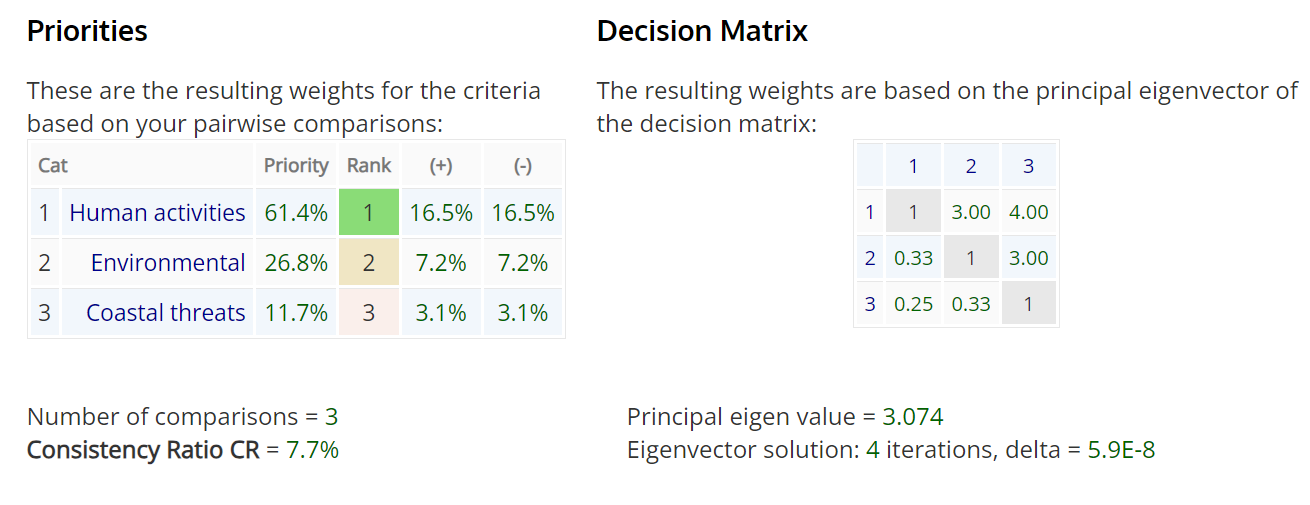 Priorities
These are the resulting weights for the criteria
based on your pairwise comparisons:
Cat Priority Rank (+) (-)
1 Human activities 61.4% 1 16.5% 16.5%
2 Environmental 26.8% 2 7.2% 7.2%
3 Coastal threats 11.7% 3 3.1% 3.1%
Number of comparisons = 3
Consistency Ratio CR = 7.7%
Decision Matrix
The resulting weights are based on the principal eigenvector of
the decision matrix:
1 2 3
1 1 3.00 4.00
2 0.33 1 3.00
3 0.25 0.33 1
Principal eigen value = 3.074
Eigenvector solution: 4 iterations, delta = 5.9E-8